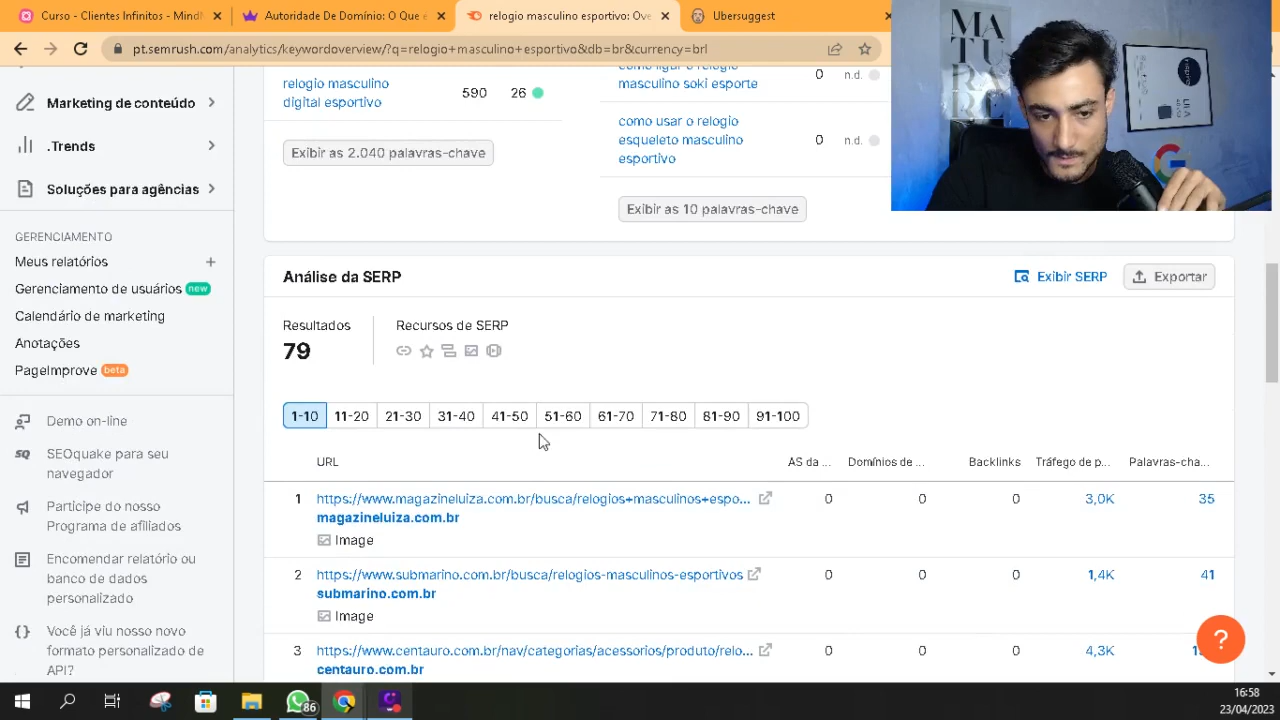 Curso - Clientes Infinitos - Mind
Autoridade De Domínio: O Que é
relogio masculino esportivo: Ove
Ubersuggest
pt.semrush.com/analytics/keywordoverview/?q=relogio+masculino+esportivo&db=br&currency=brl
Marketing de conteúdo
.Trends
Soluções para agências
GERENCIAMENTO
Meus relatórios
Gerenciamento de usuários new
Calendário de marketing
Anotações
PageImprove beta
Demo on-line
SEOquake para seu
navegador
Participe do nosso
Programa de afiliados
Encomendar relatório ou
banco de dados
personalizado
Você já viu nosso novo
formato personalizado de
API?
relogio masculino
digital esportivo
590 26
Exibir as 2.040 palavras-chave
como ligar o relogio
masculino soki esporte
0 n.d.
como usar o relogio
esqueleto masculino
esportivo
0 n.d.
Exibir as 10 palavras-chave
MA
TU
RE
Análise da SERP
Exibir SERP
Exportar
Resultados
79
Recursos de SERP
1-10 11-20 21-30 31-40 41-50 51-60 61-70 71-80 81-90 91-100
URL AS da ... Domínios de ... Backlinks Tráfego de p... Palavras-cha...
1 https://www.magazineluiza.com.br/busca/relogios+masculinos+espo... 0 0 0 3,0K 35
magazineluiza.com.br
Image
2 https://www.submarino.com.br/busca/relogios-masculinos-esportivos 0 0 0 1,4K 41
submarino.com.br
Image
3 https://www.centauro.com.br/nav/categorias/acessorios/produto/relo... 0 0 0 4,3K
centauro.com.br
?
86
16:58
23/04/2023